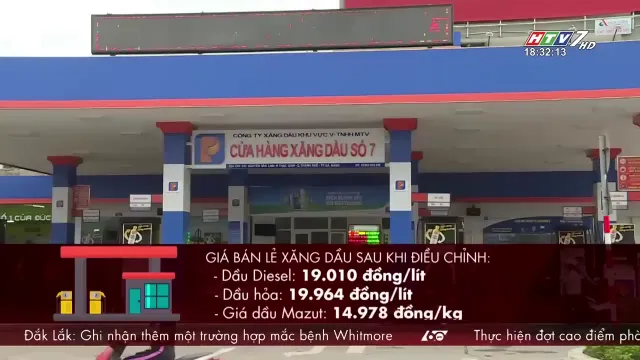 HTV7 HD
18:32:13
CÔNG TY XĂNG DẦU KHU VỰC V-TNHH MTV
CỬA HÀNG XĂNG DẦU SỐ 7
GIÁ BÁN LẺ XĂNG DẦU SAU KHI ĐIỀU CHỈNH:
- Dầu Diesel: 19.010 đồng/lít
- Dầu hỏa: 19.964 đồng/lít
- Giá dầu Mazut: 14.978 đồng/kg
Đắk Lắk: Ghi nhận thêm một trường hợp mắc bệnh Whitmore 60 Thực hiện đợt cao điểm phò